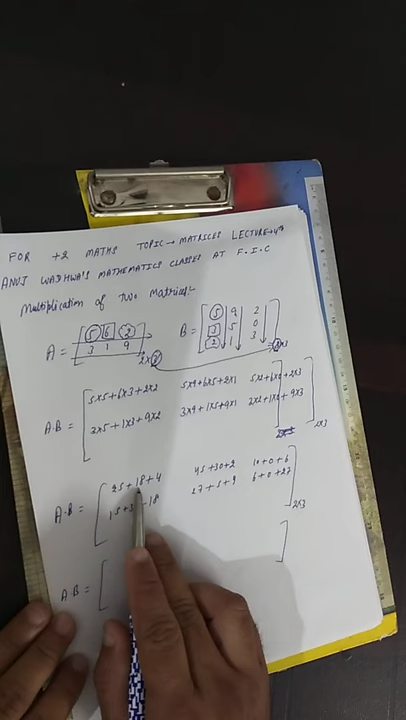 FOR +2 MATHS TOPIC → MATRICES LECTURE → 4th
ANUJ WADHWA'S MATHEMATICS CLASSES AT F.I.C
Multiplication of Two Matrices:-
A = [ 5 6 2
3 1 9 ] 2×3
B = [ 5 9 2
3 5 0
2 1 3 ] 3×3
A·B = [ 5×5+6×3+2×2 5×9+6×5+2×1 5×2+6×0+2×3
3×5+1×3+9×2 3×9+1×5+9×1 3×2+1×0+9×3 ] 2×3
A·B = [ 25+18+4 45+30+2 10+0+6
15+3+18 27+5+9 6+0+27 ] 2×3
A·B = [ ]